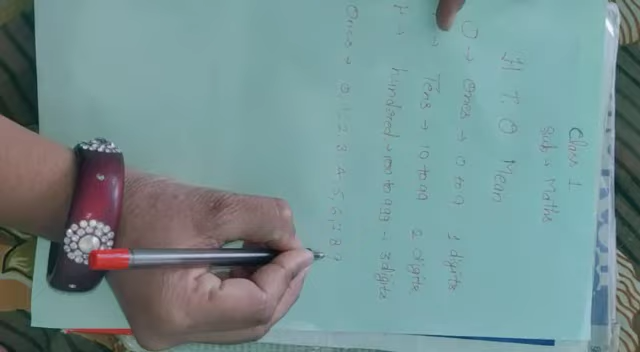 Class 1
Sub → Maths
H T O Mean
O → Ones → 0 to 9 1 digits
→ Tens → 10 to 99 2 digits
H → hundered → 100 to 999 → 3 digits
Ones → 0, 1, 2, 3, 4, 5, 6, 7, 8, 9